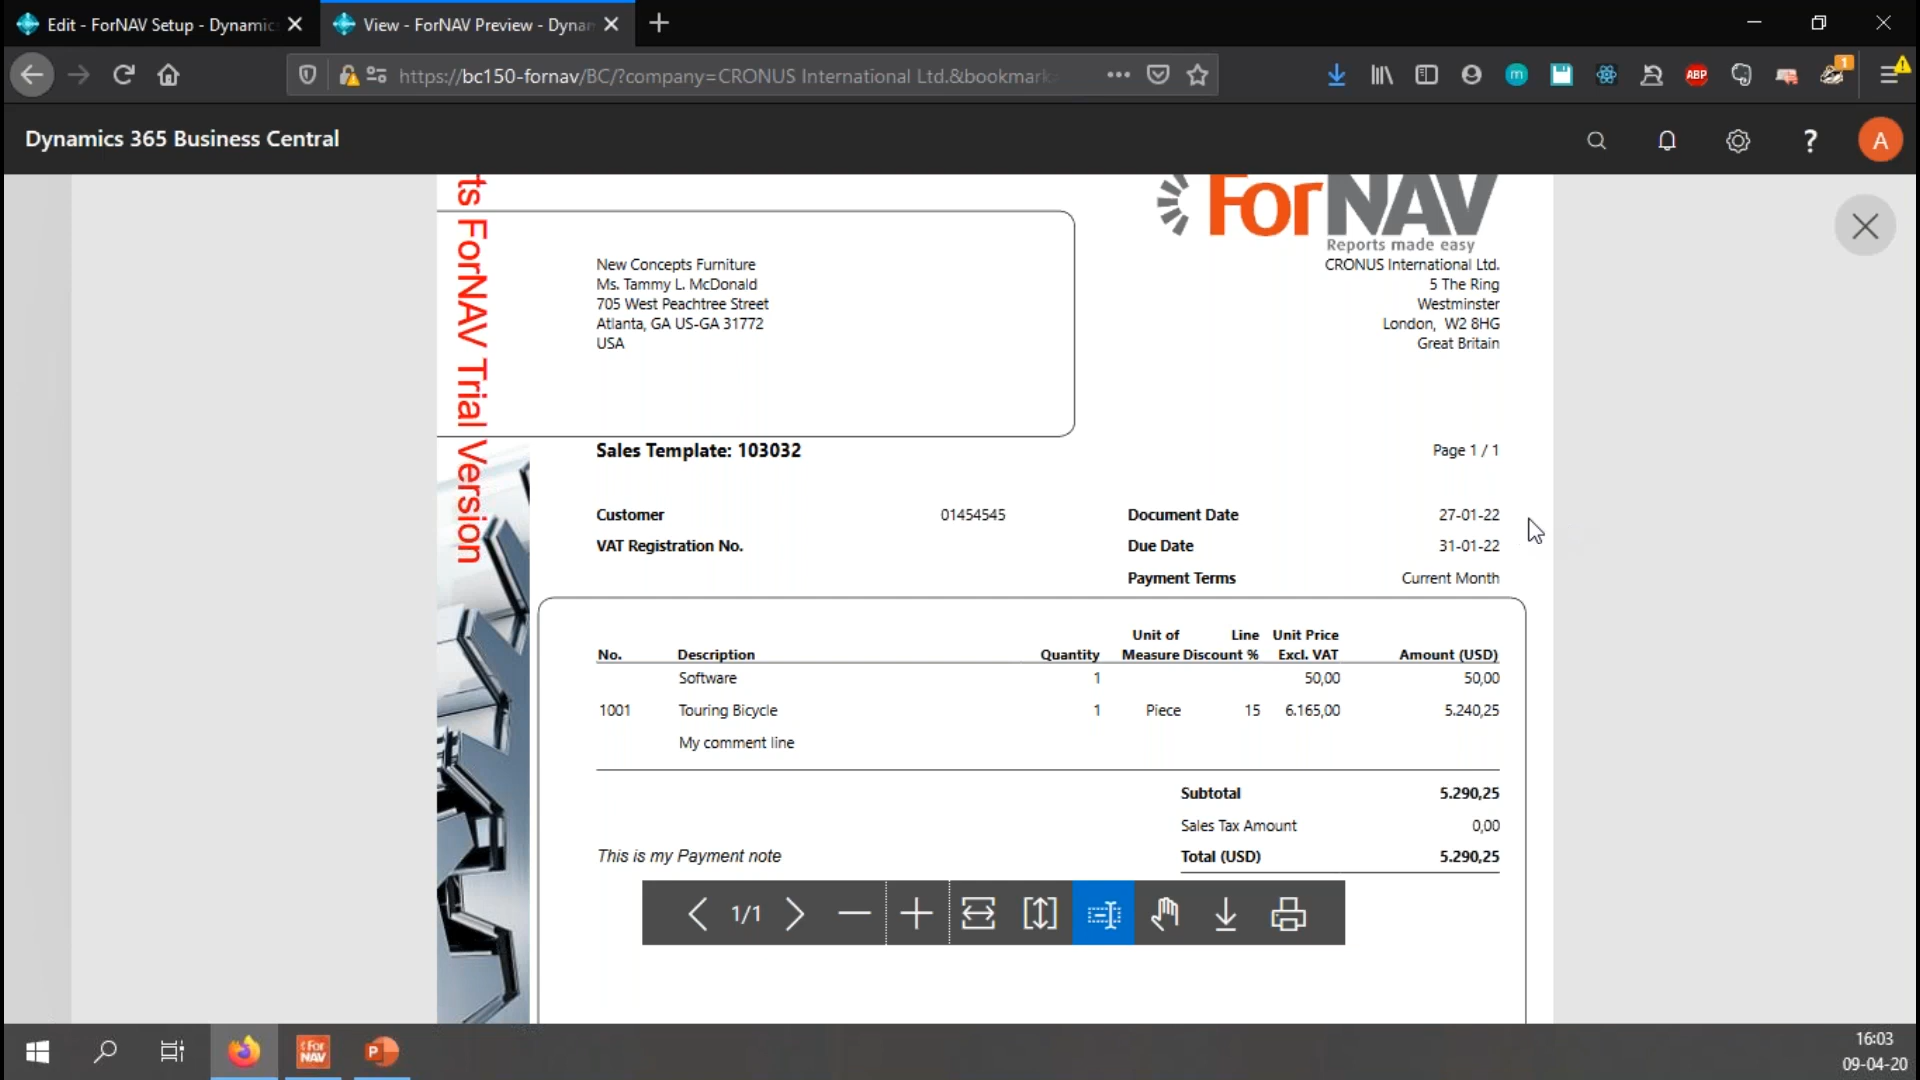 Edit - ForNAV Setup - Dynamic
View - ForNAV Preview - Dynan
https://bc150-fornav/BC/?company=CRONUS International Ltd.&bookmark
m
ABP
1
Dynamics 365 Business Central
?
A
ts ForNAV Trial Version
ForNAV
Reports made easy
New Concepts Furniture
Ms. Tammy L. McDonald
705 West Peachtree Street
Atlanta, GA US-GA 31772
USA
CRONUS International Ltd.
5 The Ring
Westminster
London, W2 8HG
Great Britain
Sales Template: 103032
Page 1 / 1
Customer 01454545 Document Date 27-01-22
VAT Registration No. Due Date 31-01-22
Payment Terms Current Month
Unit of Line Unit Price
No. Description Quantity Measure Discount % Excl. VAT Amount (USD)
Software 1 50,00 50,00
1001 Touring Bicycle 1 Piece 15 6.165,00 5.240,25
My comment line
Subtotal 5.290,25
Sales Tax Amount 0,00
This is my Payment note Total (USD) 5.290,25
1/1
For NAV
P
16:03
09-04-20